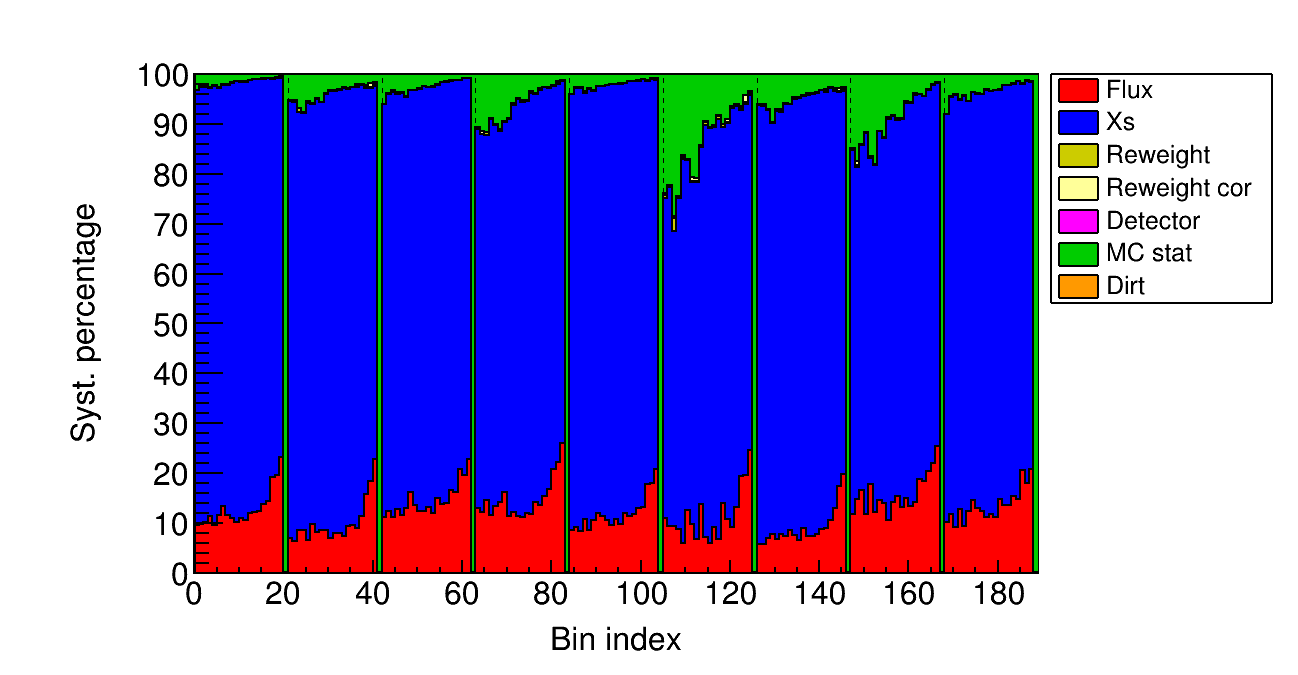 100
90
80
70
60
50
40
30
20
10
0
Syst. percentage
0 20 40 60 80 100 120 140 160 180
Bin index
Flux
Xs
Reweight
Reweight cor
Detector
MC stat
Dirt